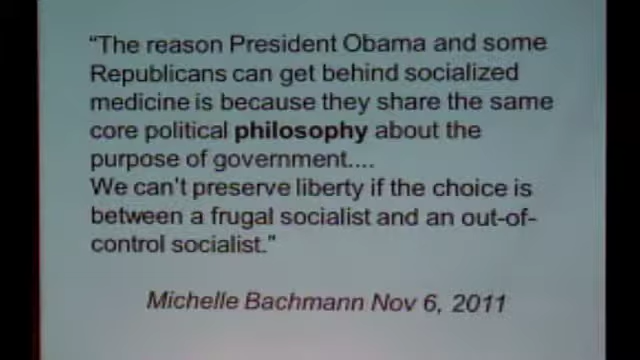 “The reason President Obama and some
Republicans can get behind socialized
medicine is because they share the same
core political philosophy about the
purpose of government....
We can’t preserve liberty if the choice is
between a frugal socialist and an out-of-
control socialist.”
Michelle Bachmann Nov 6, 2011